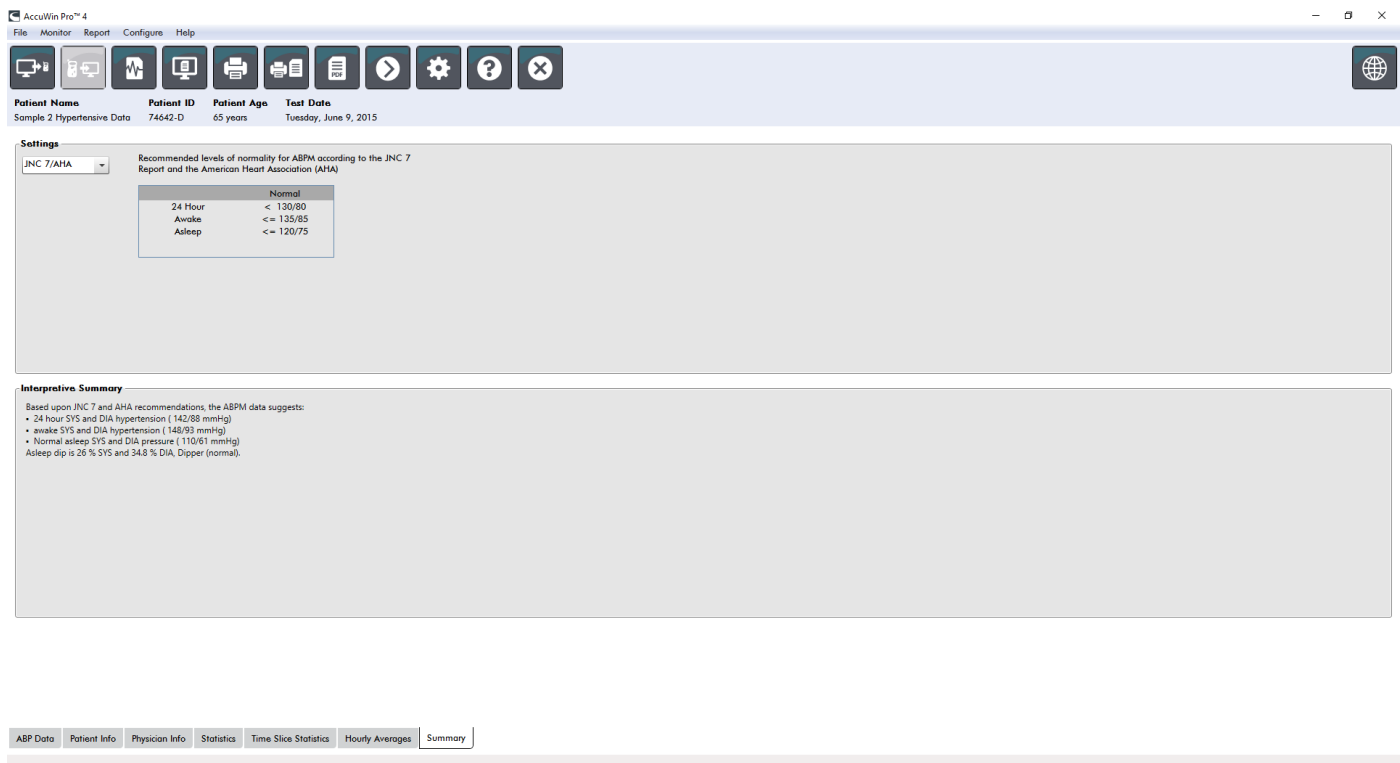 AccuWin Pro™ 4
File Monitor Report Configure Help
PDF
Patient Name Patient ID Patient Age Test Date
Sample 2 Hypertensive Data 74642-D 65 years Tuesday, June 9, 2015
Settings
JNC 7/AHA
Recommended levels of normality for ABPM according to the JNC 7
Report and the American Heart Association (AHA)
Normal
24 Hour < 130/80
Awake <= 135/85
Asleep <= 120/75
Interpretive Summary
Based upon JNC 7 and AHA recommendations, the ABPM data suggests:
• 24 hour SYS and DIA hypertension ( 142/88 mmHg)
• awake SYS and DIA hypertension ( 148/93 mmHg)
• Normal asleep SYS and DIA pressure ( 110/61 mmHg)
Asleep dip is 26 % SYS and 34.8 % DIA, Dipper (normal).
ABP Data Patient Info Physician Info Statistics Time Slice Statistics Hourly Averages Summary